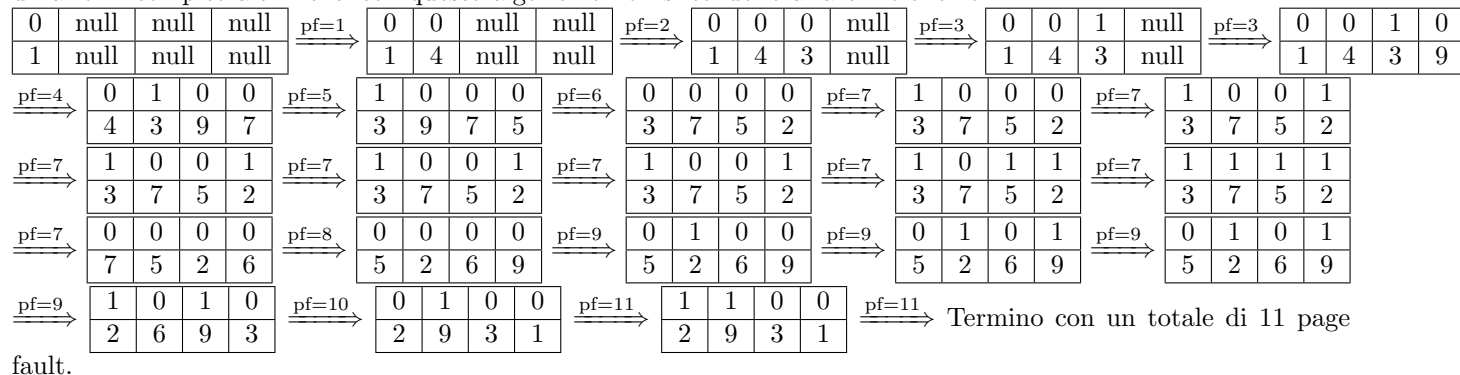 0 null null null pf=1 0 0 null null pf=2 0 0 0 null pf=3 0 0 1 null pf=3 0 0 1 0
1 null null null 1 4 null null 1 4 3 null 1 4 3 null 1 4 3 9
pf=4 0 1 0 0 pf=5 1 0 0 0 pf=6 0 0 0 0 pf=7 1 0 0 0 pf=7 1 0 0 1
4 3 9 7 3 9 7 5 3 7 5 2 3 7 5 2 3 7 5 2
pf=7 1 0 0 1 pf=7 1 0 0 1 pf=7 1 0 0 1 pf=7 1 0 1 1 pf=7 1 1 1 1
3 7 5 2 3 7 5 2 3 7 5 2 3 7 5 2 3 7 5 2
pf=7 0 0 0 0 pf=8 0 0 0 0 pf=9 0 1 0 0 pf=9 0 1 0 1 pf=9 0 1 0 1
7 5 2 6 5 2 6 9 5 2 6 9 5 2 6 9 5 2 6 9
pf=9 1 0 1 0 pf=10 0 1 0 0 pf=11 1 1 0 0 pf=11 Termino con un totale di 11 page
2 6 9 3 2 9 3 1 2 9 3 1
fault.